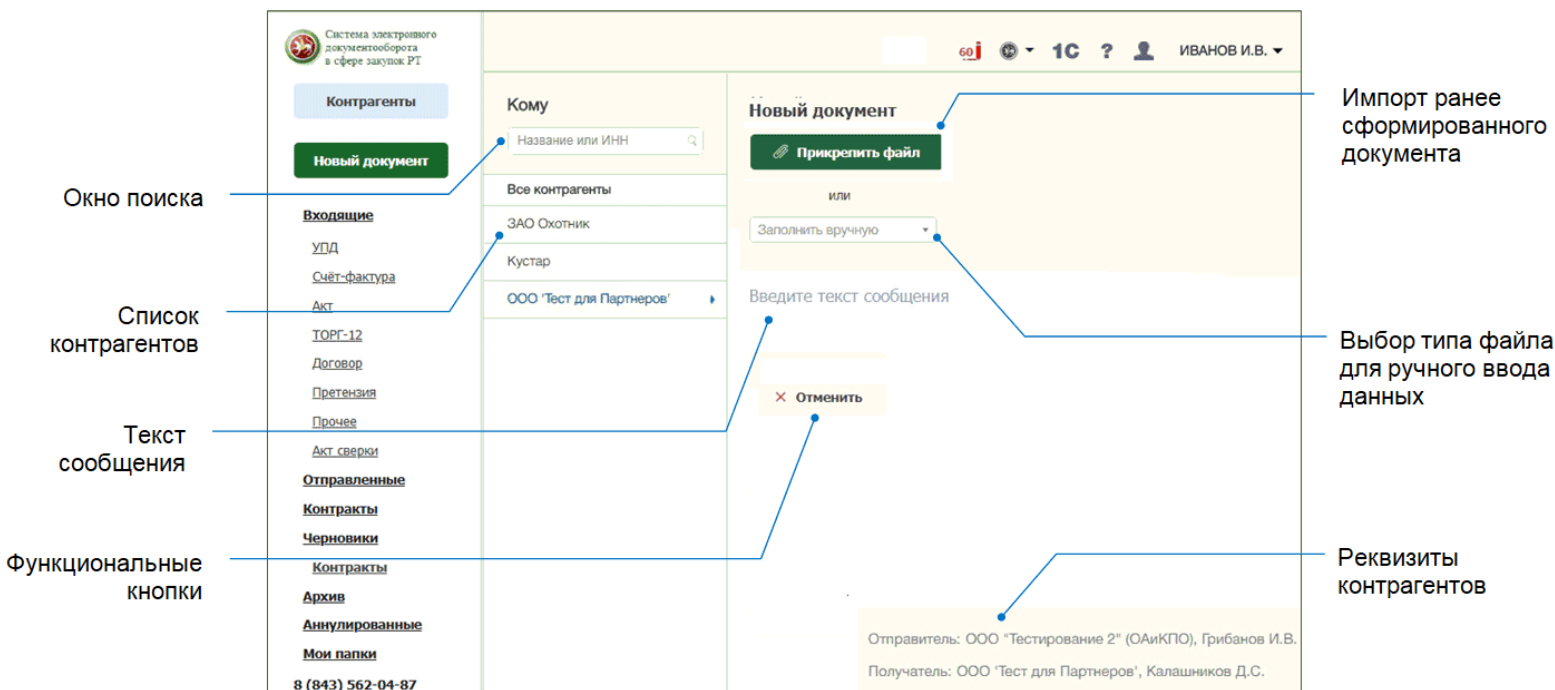 Система электронного
документооборота
в сфере закупок РТ
60
1С
?
ИВАНОВ И.В.
Контрагенты
Новый документ
Входящие
УПД
Счёт-фактура
Акт
ТОРГ-12
Договор
Претензия
Прочее
Акт сверки
Отправленные
Контракты
Черновики
Контракты
Архив
Аннулированные
Мои папки
8 (843) 562-04-87
Кому
Название или ИНН
Все контрагенты
ЗАО Охотник
Кустар
ООО 'Тест для Партнеров'
Новый документ
Прикрепить файл
или
Заполнить вручную
Введите текст сообщения
× Отменить
Отправитель: ООО "Тестирование 2" (ОАиКПО), Грибанов И.В.
Получатель: ООО 'Тест для Партнеров', Калашников Д.С.
Окно поиска
Список
контрагентов
Текст
сообщения
Функциональные
кнопки
Импорт ранее
сформированного
документа
Выбор типа файла
для ручного ввода
данных
Реквизиты
контрагентов